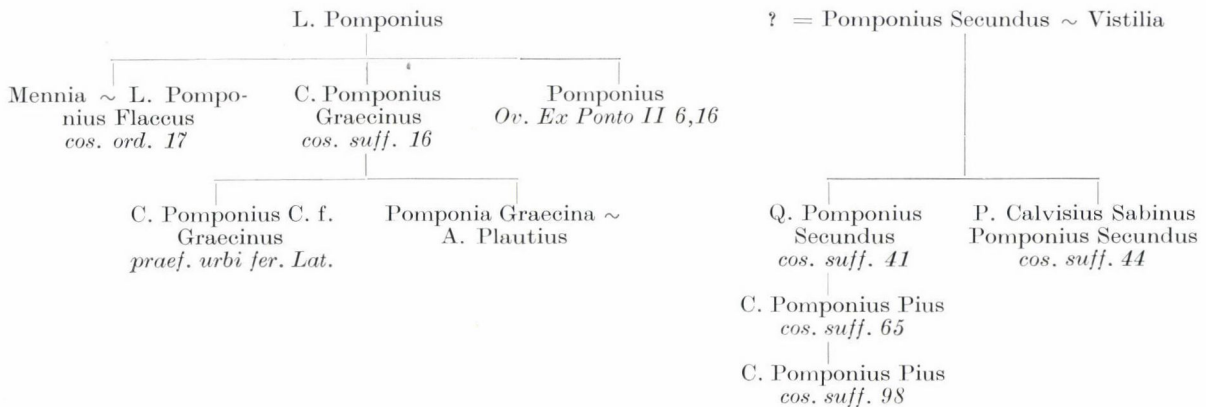 L. Pomponius
? = Pomponius Secundus ~ Vistilia
Mennia ~ L. Pompo-
nius Flaccus
cos. ord. 17
C. Pomponius
Graecinus
cos. suff. 16
Pomponius
Ov. Ex Ponto II 6,16
C. Pomponius C. f.
Graecinus
praef. urbi fer. Lat.
Pomponia Graecina ~
A. Plautius
Q. Pomponius
Secundus
cos. suff. 41
P. Calvisius Sabinus
Pomponius Secundus
cos. suff. 44
C. Pomponius Pius
cos. suff. 65
C. Pomponius Pius
cos. suff. 98